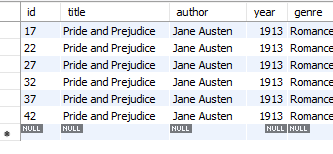 id title author year genre
17 Pride and Prejudice Jane Austen 1913 Romance
22 Pride and Prejudice Jane Austen 1913 Romance
27 Pride and Prejudice Jane Austen 1913 Romance
32 Pride and Prejudice Jane Austen 1913 Romance
37 Pride and Prejudice Jane Austen 1913 Romance
42 Pride and Prejudice Jane Austen 1913 Romance
NULL NULL NULL NULL NULL